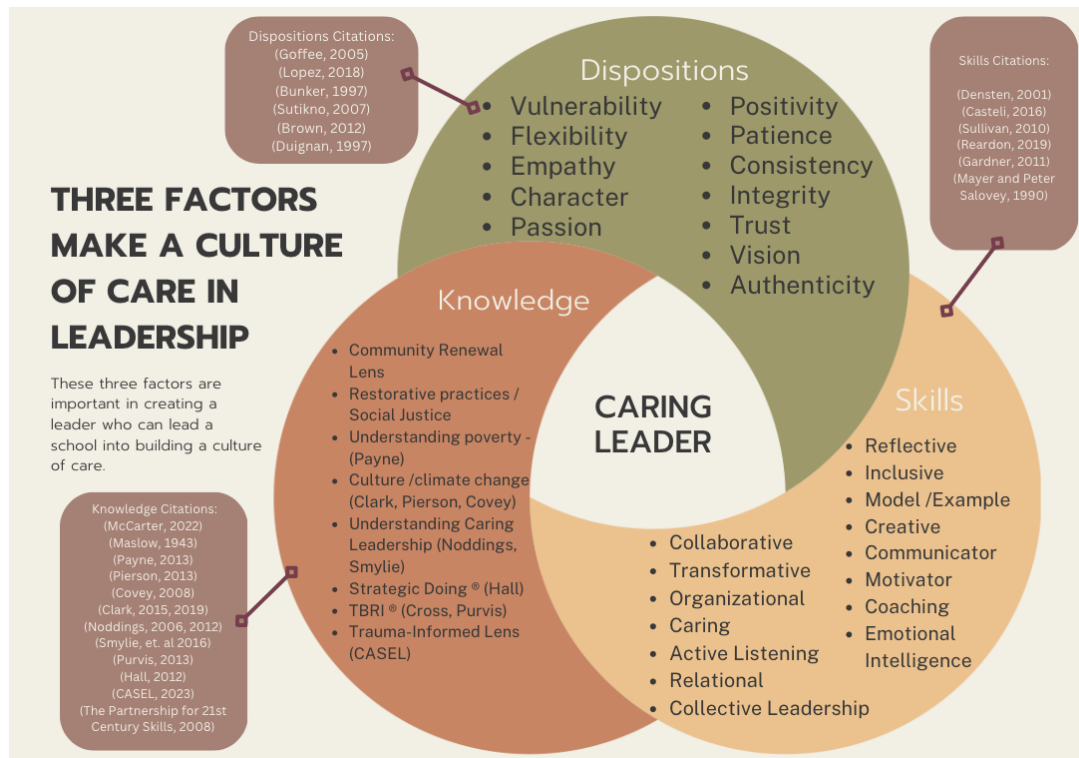 Dispositions Citations:
(Goffee, 2005)
(Lopez, 2018)
(Bunker, 1997)
(Sutikno, 2007)
(Brown, 2012)
(Duignan, 1997)
Skills Citations:
(Densten, 2001)
(Casteli, 2016)
(Sullivan, 2010)
(Reardon, 2019)
(Gardner, 2011)
(Mayer and Peter
Salovey, 1990)
THREE FACTORS
MAKE A CULTURE
OF CARE IN
LEADERSHIP
These three factors are
important in creating a
leader who can lead a
school into building a culture
of care.
Dispositions
• Vulnerability
• Flexibility
• Empathy
• Character
• Passion
• Positivity
• Patience
• Consistency
• Integrity
• Trust
• Vision
• Authenticity
Knowledge
• Community Renewal
Lens
• Restorative practices /
Social Justice
• Understanding poverty -
(Payne)
• Culture /climate change
(Clark, Pierson, Covey)
• Understanding Caring
Leadership (Noddings,
Smylie)
• Strategic Doing ® (Hall)
• TBRI ® (Cross, Purvis)
• Trauma-Informed Lens
(CASEL)
CARING
LEADER
Skills
• Reflective
• Inclusive
• Model /Example
• Creative
• Communicator
• Motivator
• Coaching
• Emotional
Intelligence
• Collaborative
• Transformative
• Organizational
• Caring
• Active Listening
• Relational
• Collective Leadership
Knowledge Citations:
(McCarter, 2022)
(Maslow, 1943)
(Payne, 2013)
(Pierson, 2013)
(Covey, 2008)
(Clark, 2015, 2019)
(Noddings, 2006, 2012)
(Smylie, et. al 2016)
(Purvis, 2013)
(Hall, 2012)
(CASEL, 2023)
(The Partnership for 21st
Century Skills, 2008)